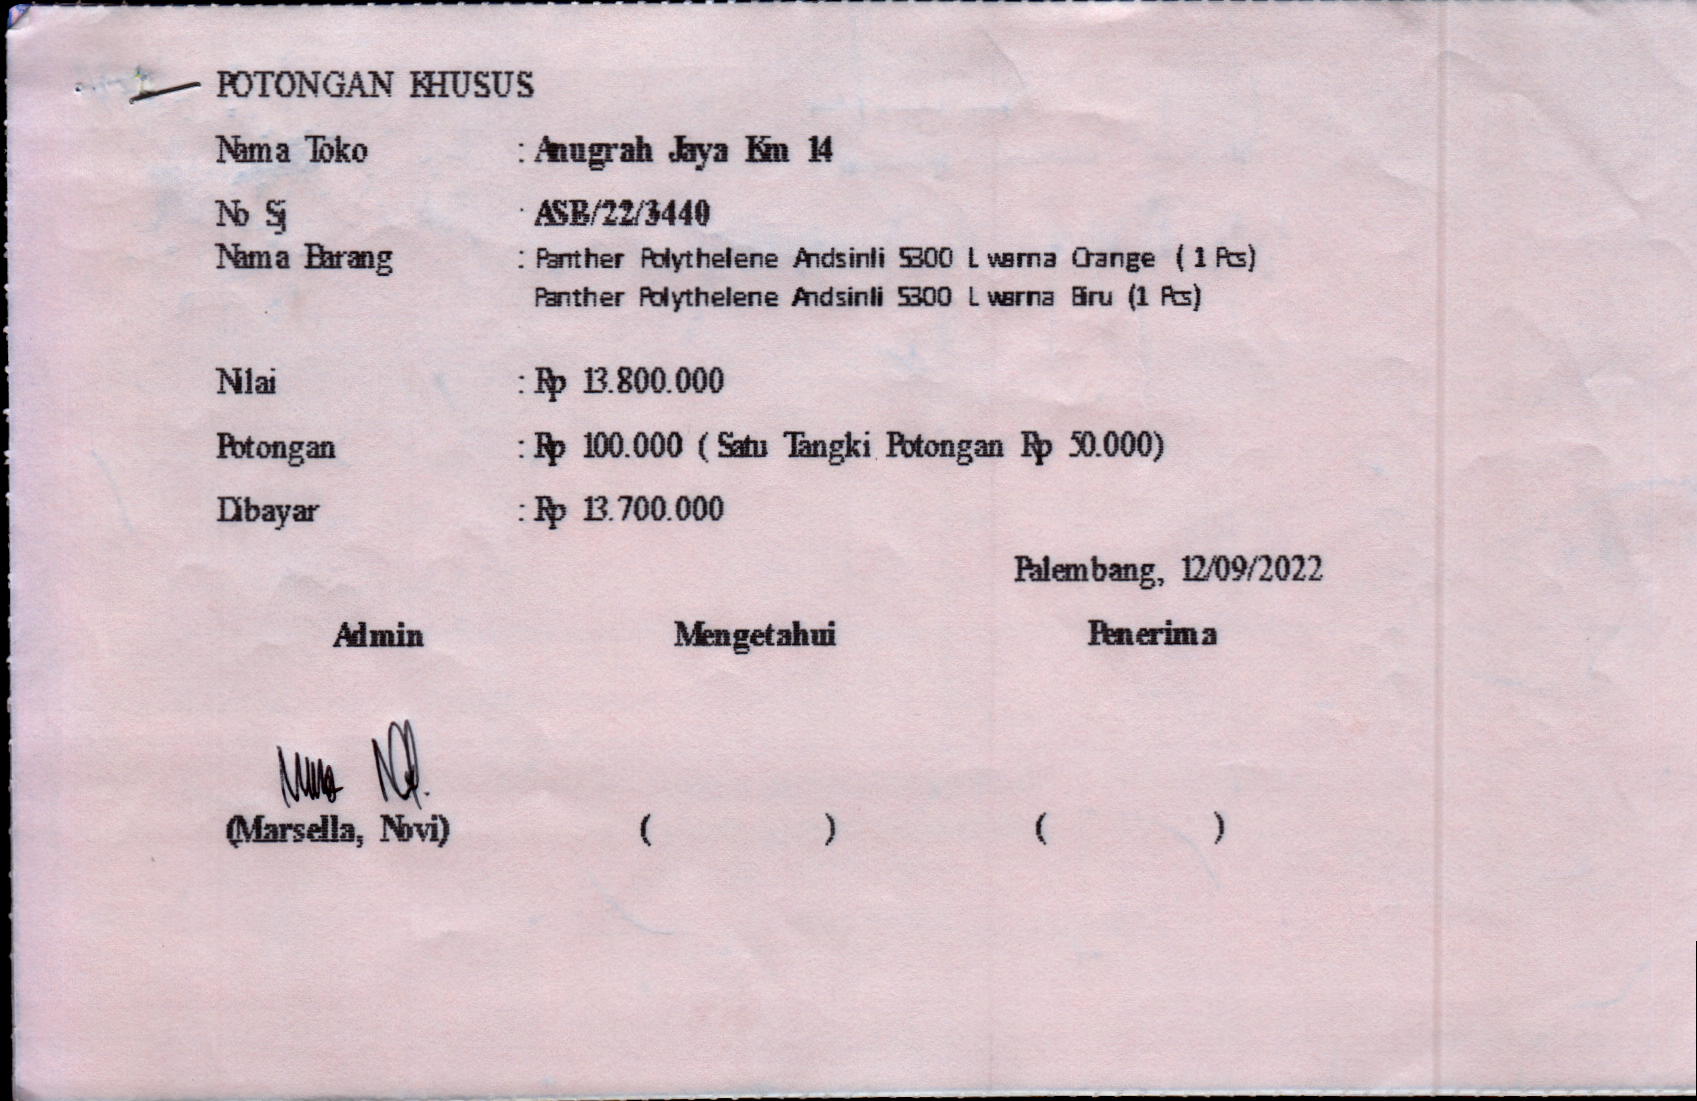 POTONGAN KHUSUS
Nama Toko : Anugrah Jaya Km 14
No Sj : ASB/22/3440
Nama Barang : Panther Polythelene Andsinli 5300 L warna Orange ( 1 Pcs)
Panther Polythelene Andsinli 5300 L warna Biru (1 Pcs)
Nilai : Rp 13.800.000
Potongan : Rp 100.000 ( Satu Tangki Potongan Rp 50.000)
Dibayar : Rp 13.700.000
Palembang, 12/09/2022
Admin Mengetahui Penerima
(Marsella, Novi) ( ) ( )